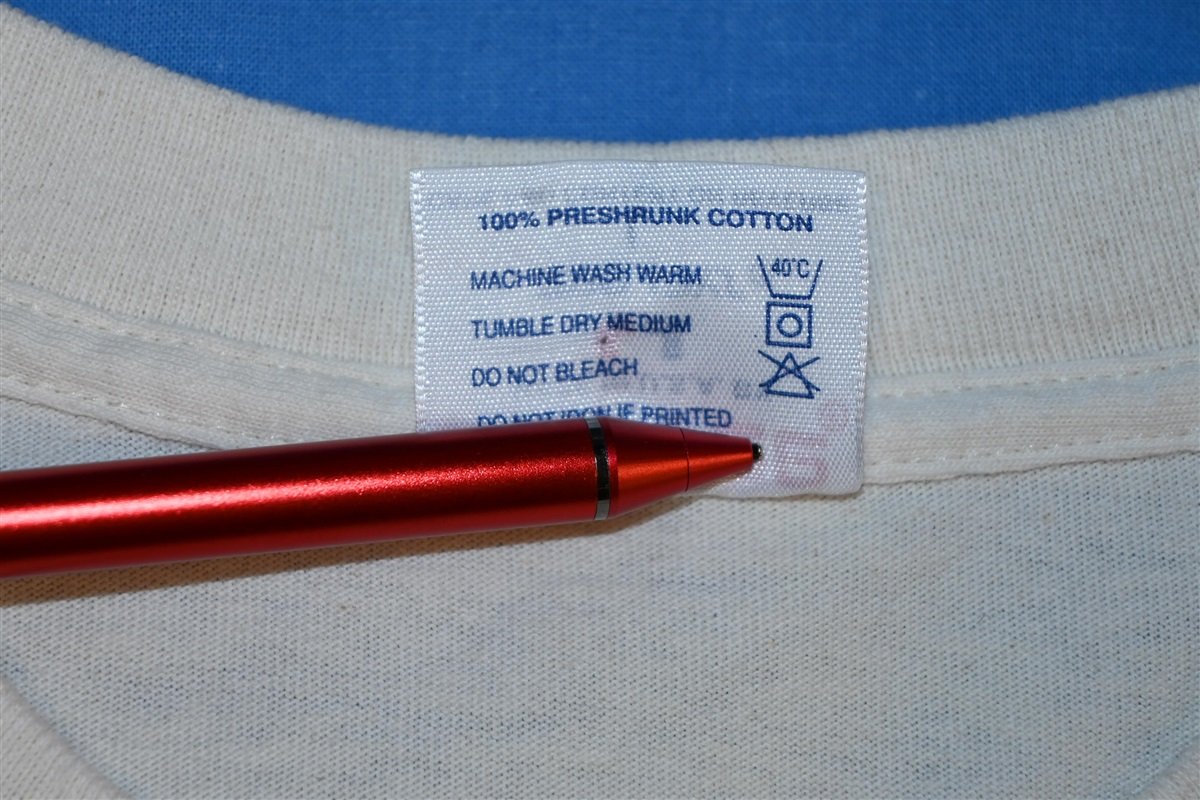 100% PRESHRUNK COTTON
MACHINE WASH WARM
40°C
TUMBLE DRY MEDIUM
DO NOT BLEACH
DO NOT IRON IF PRINTED